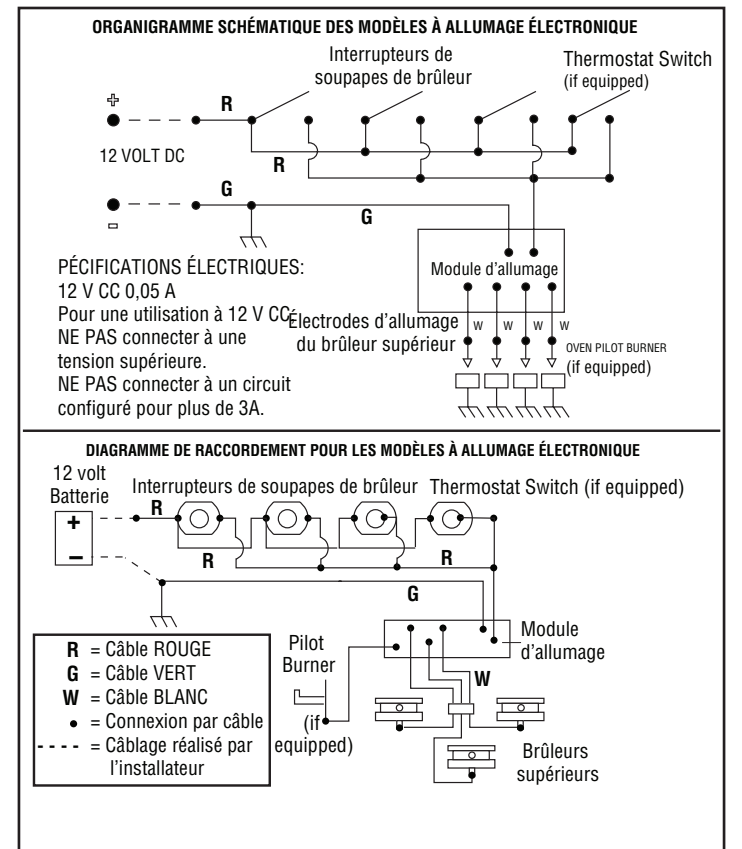 ORGANIGRAMME SCHÉMATIQUE DES MODÈLES À ALLUMAGE ÉLECTRONIQUE
Interrupteurs de
soupapes de brûleur
Thermostat Switch
(if equipped)
+
R
12 VOLT DC
R
G
G
-
PÉCIFICATIONS ÉLECTRIQUES:
12 V CC 0,05 A
Pour une utilisation à 12 V CC.
NE PAS connecter à une
tension supérieure.
NE PAS connecter à un circuit
configuré pour plus de 3A.
Module d'allumage
Électrodes d'allumage
du brûleur supérieur
W W W W
OVEN PILOT BURNER
(if equipped)
DIAGRAMME DE RACCORDEMENT POUR LES MODÈLES À ALLUMAGE ÉLECTRONIQUE
12 volt
Batterie
Interrupteurs de soupapes de brûleur
Thermostat Switch (if equipped)
+
-
R
R
R
G
R = Câble ROUGE
G = Câble VERT
W = Câble BLANC
• = Connexion par câble
- - - - = Câblage réalisé par
l'installateur
Pilot
Burner
(if
equipped)
Module
d'allumage
W
Brûleurs
supérieurs